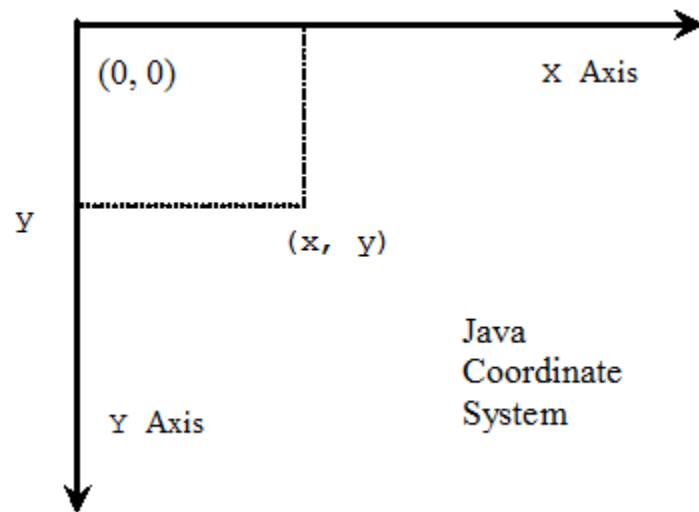 (0, 0)
X Axis
y
(x, y)
Java
Coordinate
System
Y Axis